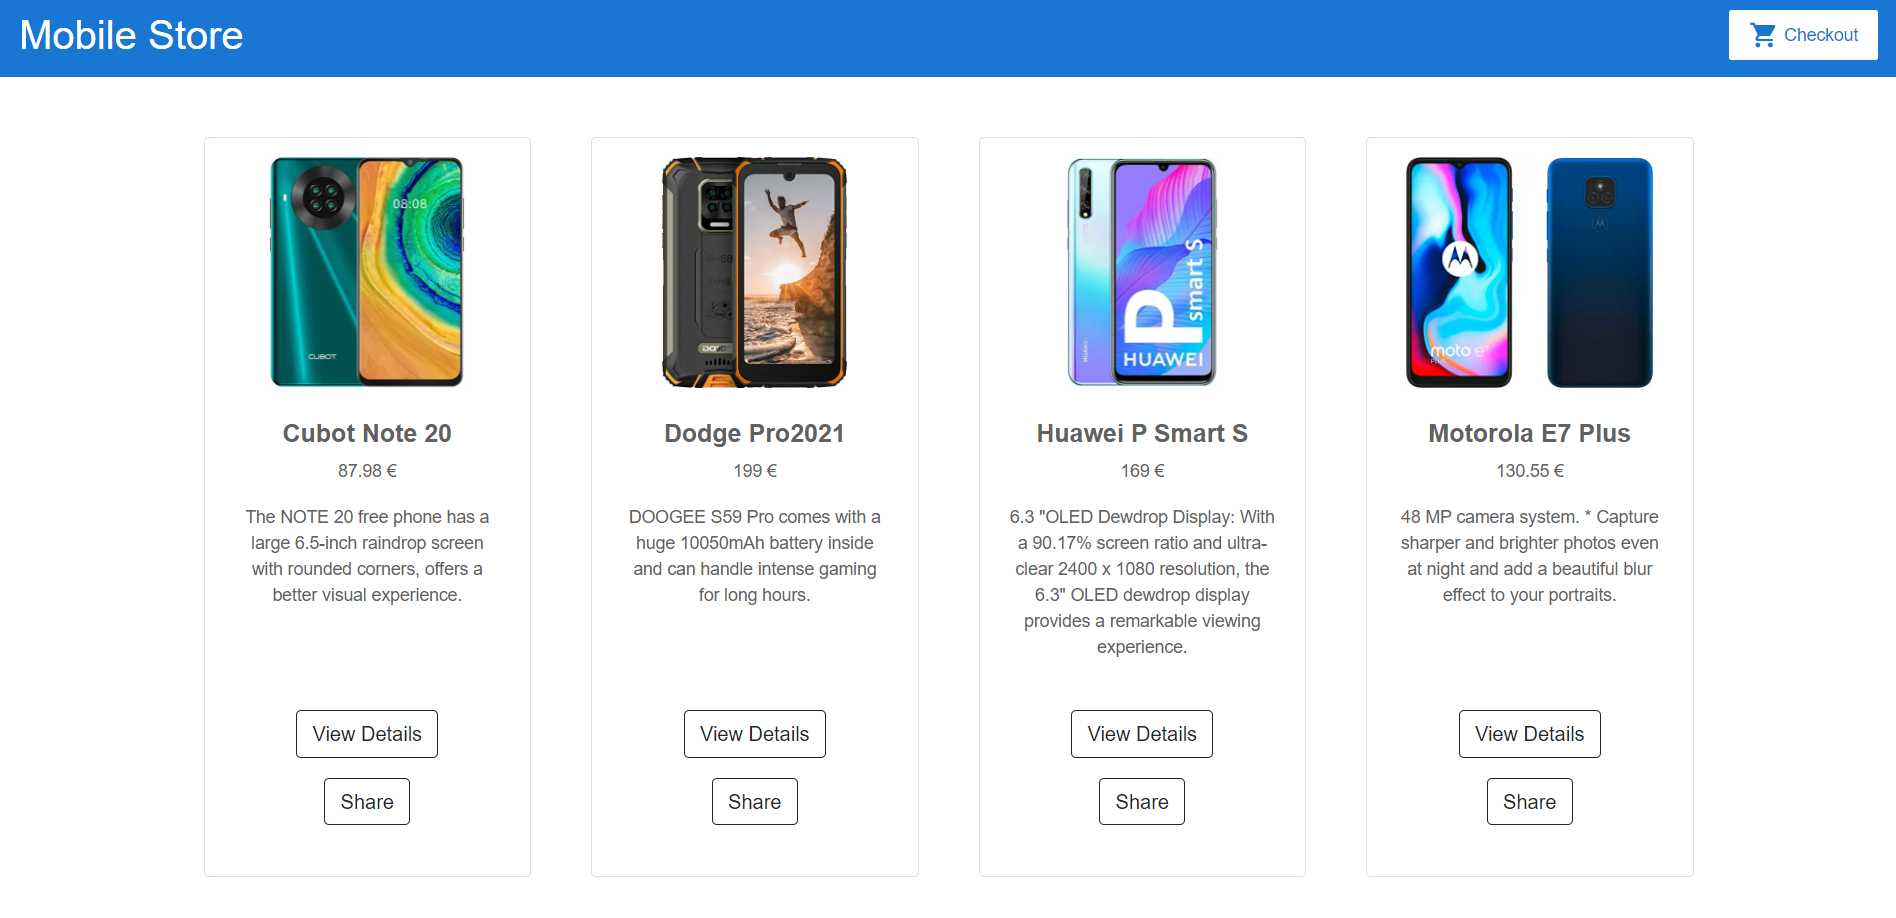 Mobile Store
Checkout
08:08
CUBOT
Cubot Note 20
87.98 €
The NOTE 20 free phone has a
large 6.5-inch raindrop screen
with rounded corners, offers a
better visual experience.
View Details
Share
Dodge Pro2021
199 €
DOOGEE S59 Pro comes with a
huge 10050mAh battery inside
and can handle intense gaming
for long hours.
View Details
Share
P smart S
HUAWEI
HUAWEI
Huawei P Smart S
169 €
6.3 "OLED Dewdrop Display: With
a 90.17% screen ratio and ultra-
clear 2400 x 1080 resolution, the
6.3" OLED dewdrop display
provides a remarkable viewing
experience.
View Details
Share
moto e7
PLUS
Motorola E7 Plus
130.55 €
48 MP camera system. * Capture
sharper and brighter photos even
at night and add a beautiful blur
effect to your portraits.
View Details
Share